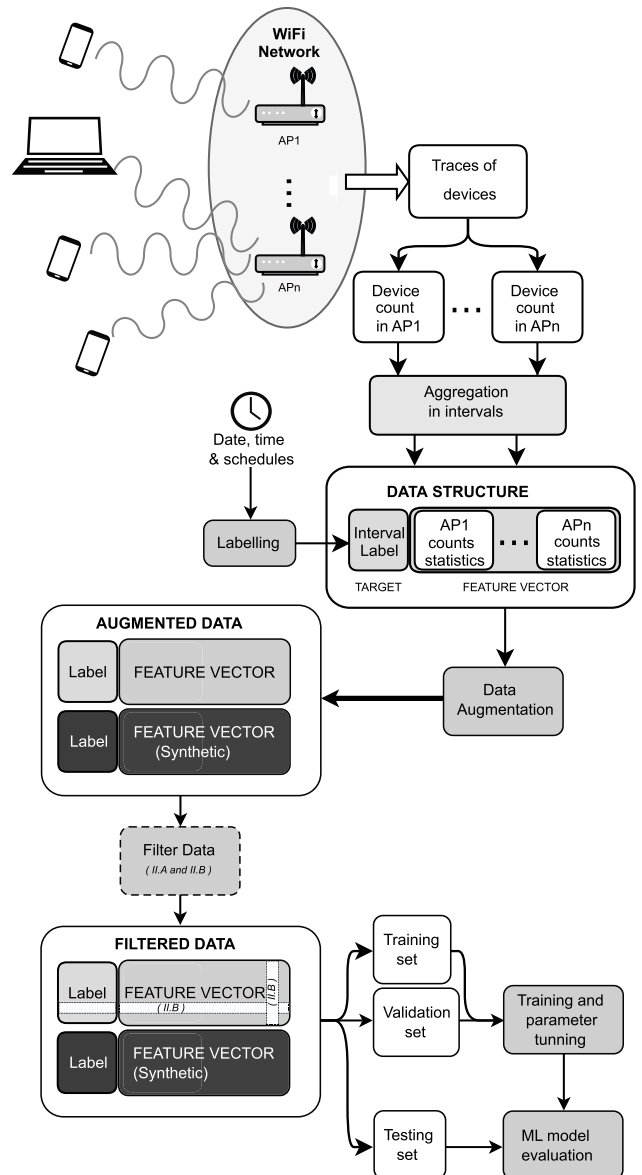 WiFi
Network
AP1
APn
Traces of
devices
Device
count
in AP1
...
Device
count
in APn
Aggregation
in intervals
Date, time
& schedules
Labelling
DATA STRUCTURE
Interval
Label
AP1
counts
statistics
...
APn
counts
statistics
TARGET
FEATURE VECTOR
Data
Augmentation
AUGMENTED DATA
Label
FEATURE VECTOR
Label
FEATURE VECTOR
(Synthetic)
Filter Data
( II.A and II.B )
FILTERED DATA
Label
FEATURE VECTOR
( II.B )
( II.B )
Label
FEATURE VECTOR
(Synthetic)
Training
set
Validation
set
Training and
parameter
tunning
Testing
set
ML model
evaluation